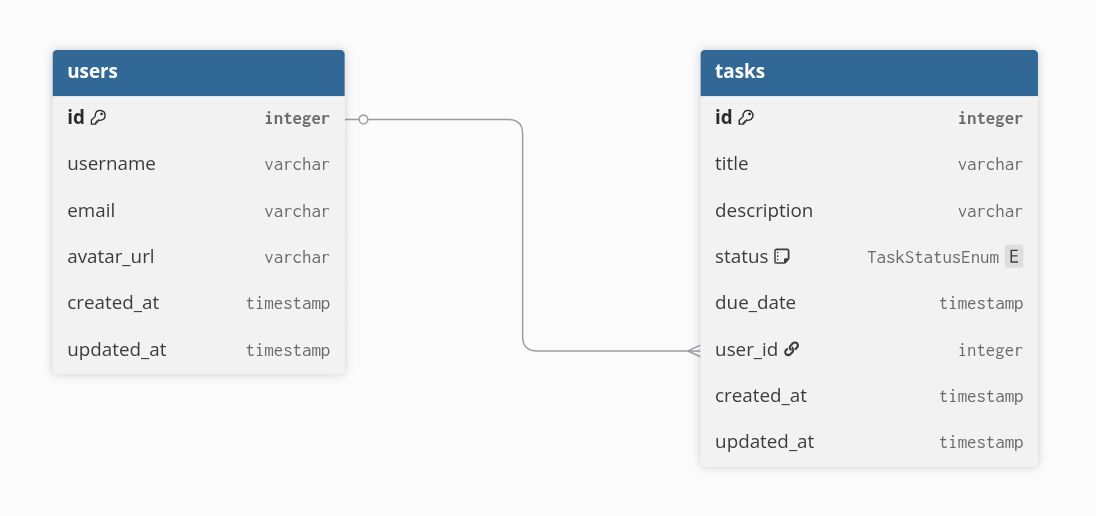 users
id integer
username varchar
email varchar
avatar_url varchar
created_at timestamp
updated_at timestamp
tasks
id integer
title varchar
description varchar
status TaskStatusEnum E
due_date timestamp
user_id integer
created_at timestamp
updated_at timestamp